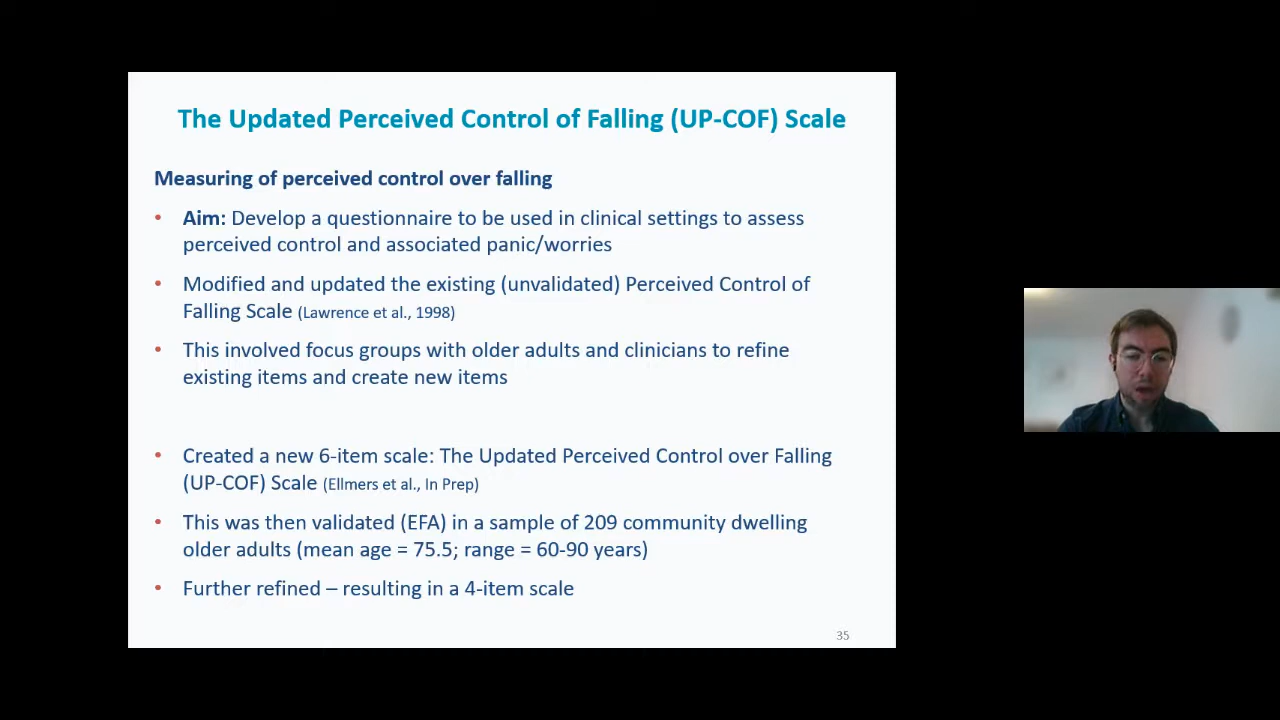 The Updated Perceived Control of Falling (UP-COF) Scale
Measuring of perceived control over falling
• Aim: Develop a questionnaire to be used in clinical settings to assess
perceived control and associated panic/worries
• Modified and updated the existing (unvalidated) Perceived Control of
Falling Scale (Lawrence et al., 1998)
• This involved focus groups with older adults and clinicians to refine
existing items and create new items
• Created a new 6-item scale: The Updated Perceived Control over Falling
(UP-COF) Scale (Ellmers et al., In Prep)
• This was then validated (EFA) in a sample of 209 community dwelling
older adults (mean age = 75.5; range = 60-90 years)
• Further refined – resulting in a 4-item scale
35